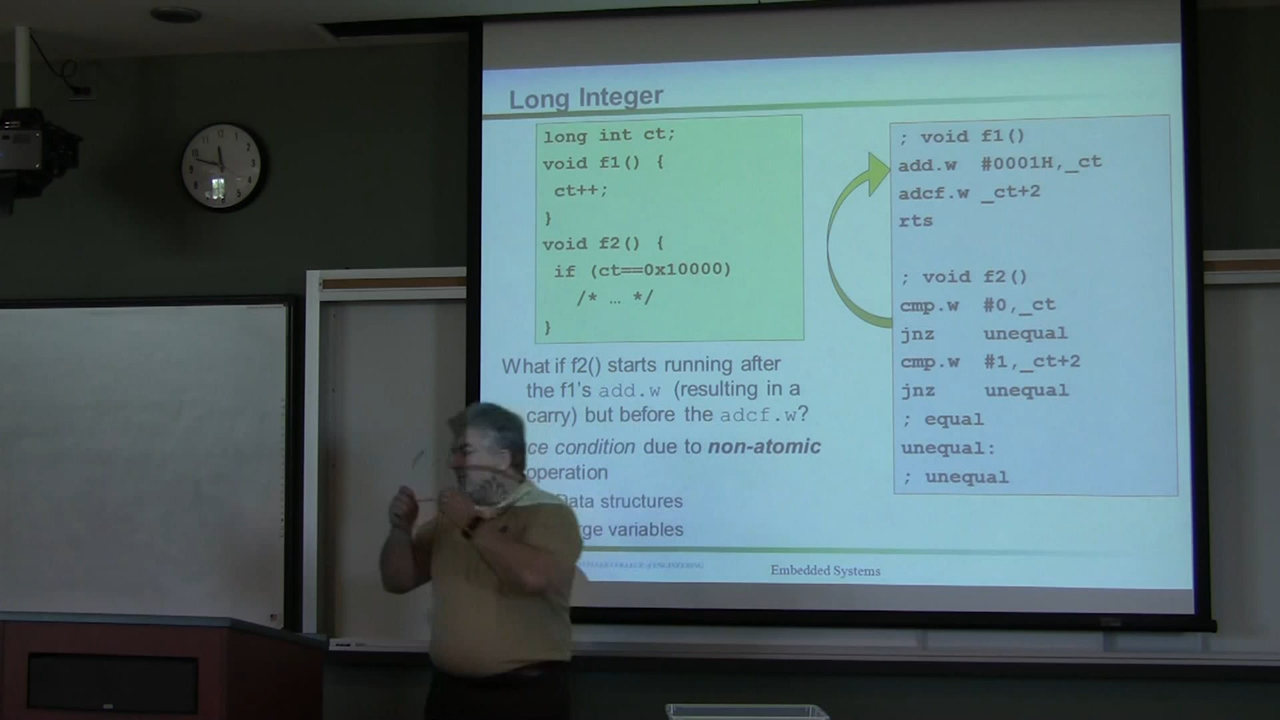 Long Integer
long int ct;
void f1() {
ct++;
}
void f2() {
if (ct==0x10000)
/* … */
}
What if f2() starts running after
the f1's add.w (resulting in a
carry) but before the adcf.w?
condition due to non-atomic
operation
Data structures
variables
; void f1()
add.w #0001H,_ct
adcf.w _ct+2
rts
; void f2()
cmp.w #0,_ct
jnz unequal
cmp.w #1,_ct+2
jnz unequal
; equal
unequal:
; unequal
COLLEGE of ENGINEERING
Embedded Systems